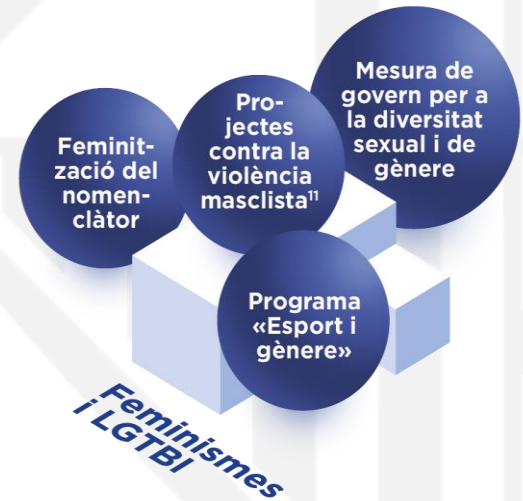 Feminit-
zació del
nomen-
clàtor
Pro-
jectes
contra la
violència
masclista¹¹
Mesura de
govern per a
la diversitat
sexual i de
gènere
Programa
«Esport i
gènere»
Feminismes
i LGTBI